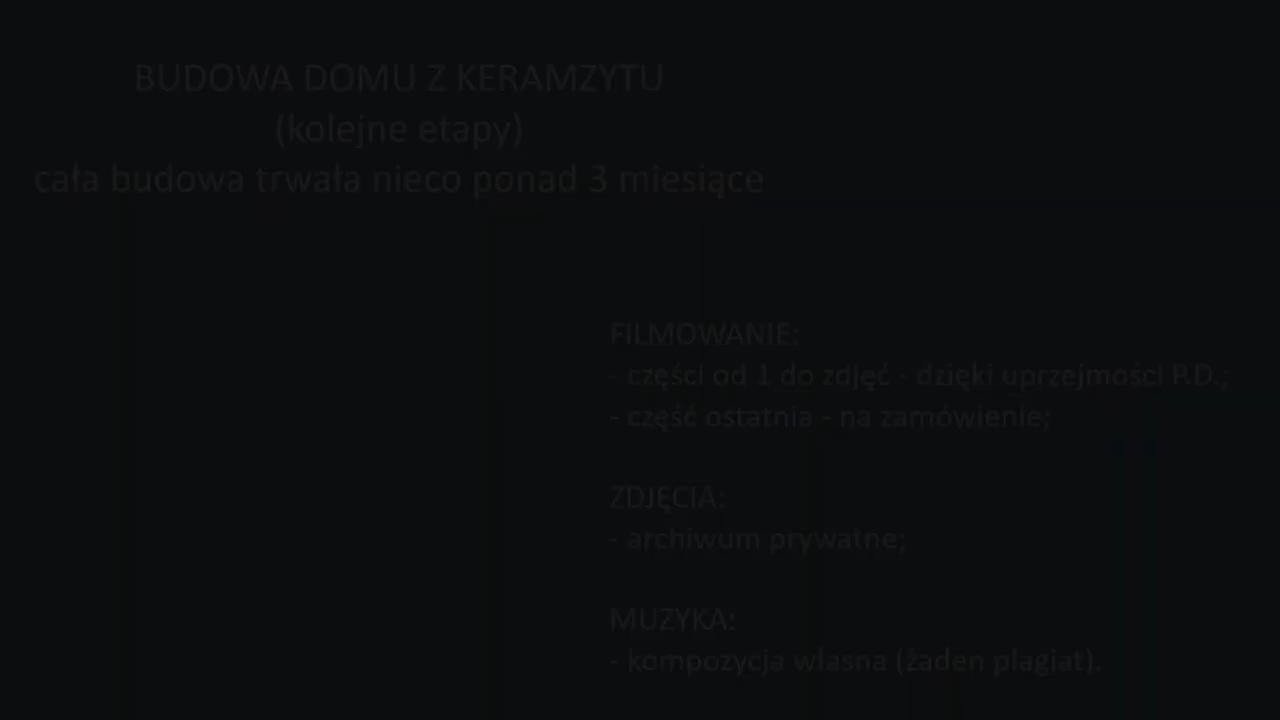 BUDOWA DOMU Z KERAMZYTU
(kolejne etapy)
cała budowa trwała nieco ponad 3 miesiące
FILMOWANIE:
- części od 1 do zdjęć - dzięki uprzejmości P.D.;
- część ostatnia - na zamówienie;
ZDJĘCIA:
- archiwum prywatne;
MUZYKA:
- kompozycja własna (żaden plagiat).